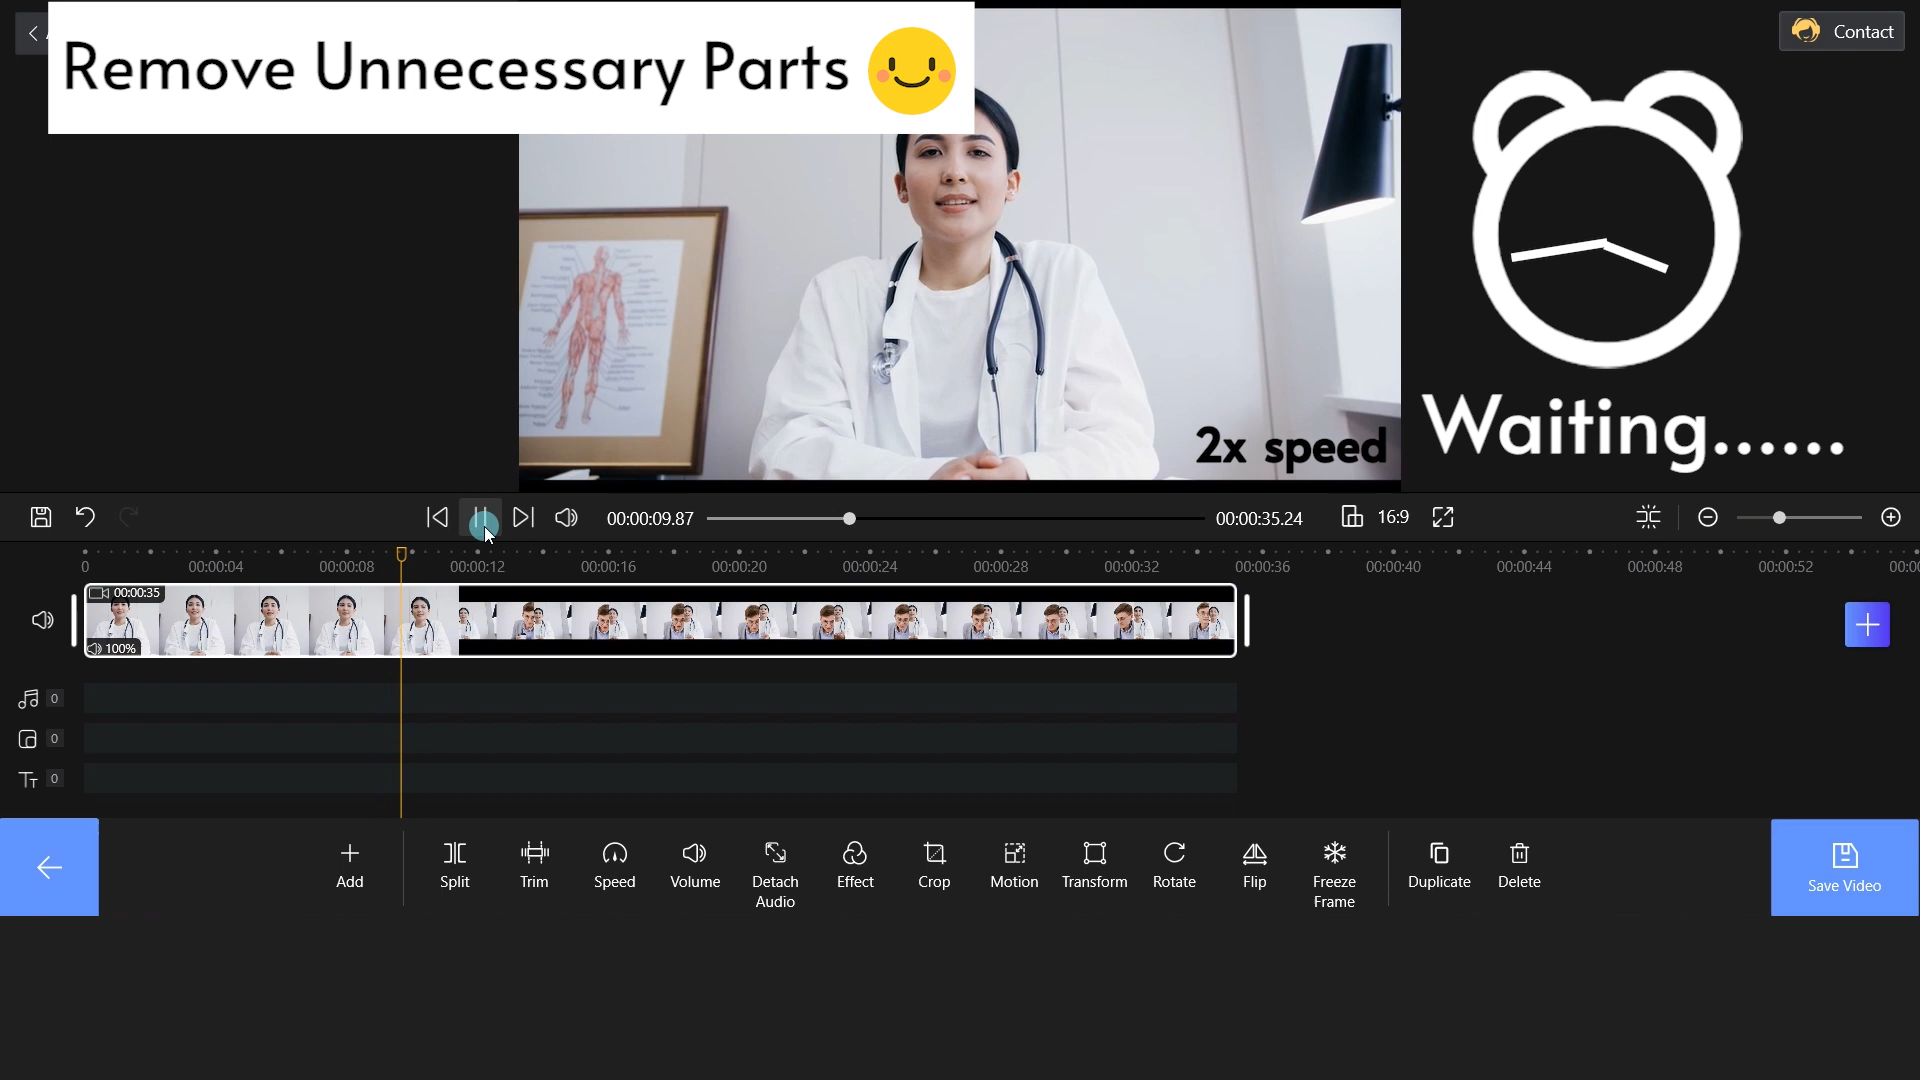 Remove Unnecessary Parts
Contact
2x speed
Waiting......
00:00:09.87
00:00:35.24
16:9
0
00:00:04
00:00:08
00:00:12
00:00:16
00:00:20
00:00:24
00:00:28
00:00:32
00:00:36
00:00:40
00:00:44
00:00:48
00:00:52
00:00
00:00:35
100%
0
0
0
Add
Split
Trim
Speed
Volume
Detach
Audio
Effect
Crop
Motion
Transform
Rotate
Flip
Freeze
Frame
Duplicate
Delete
Save Video